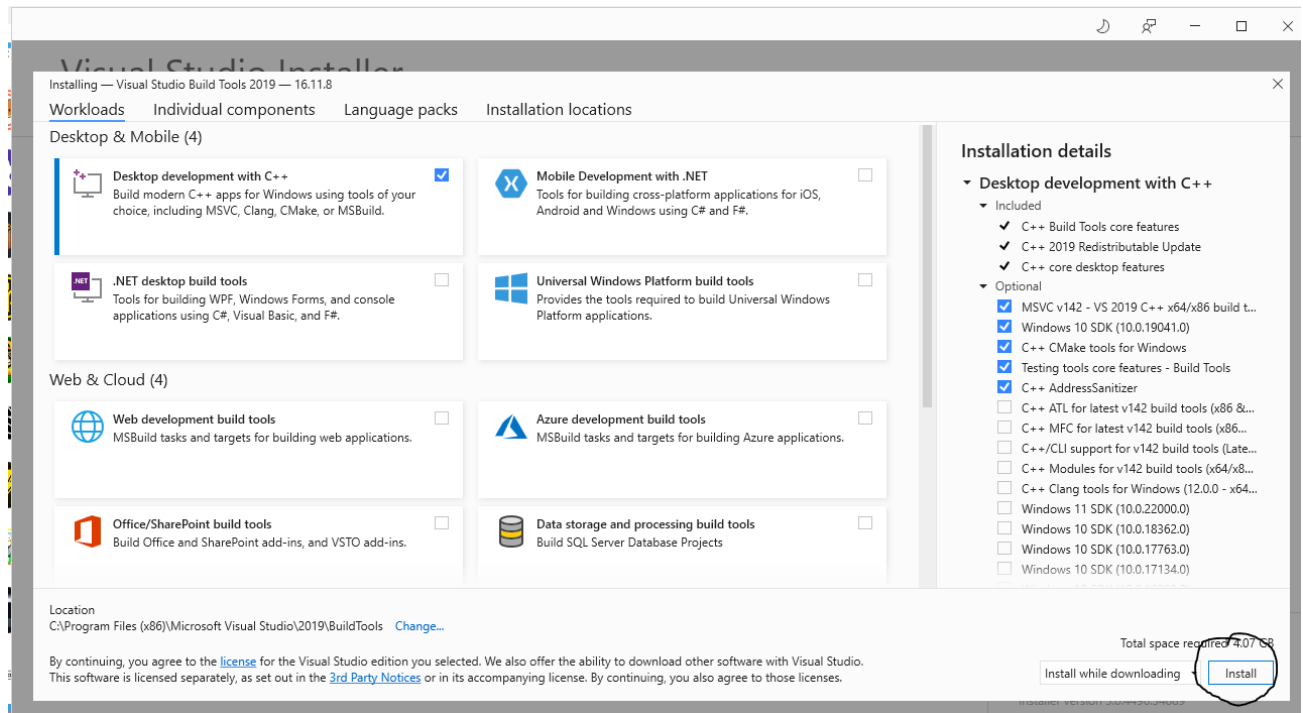 Visual Studio Installer
Installing — Visual Studio Build Tools 2019 — 16.11.8
Workloads Individual components Language packs Installation locations
Desktop & Mobile (4)
Desktop development with C++
Build modern C++ apps for Windows using tools of your
choice, including MSVC, Clang, CMake, or MSBuild.
Mobile Development with .NET
Tools for building cross-platform applications for iOS,
Android and Windows using C# and F#.
.NET
.NET desktop build tools
Tools for building WPF, Windows Forms, and console
applications using C#, Visual Basic, and F#.
Universal Windows Platform build tools
Provides the tools required to build Universal Windows
Platform applications.
Web & Cloud (4)
Web development build tools
MSBuild tasks and targets for building web applications.
Azure development build tools
MSBuild tasks and targets for building Azure applications.
Office/SharePoint build tools
Build Office and SharePoint add-ins, and VSTO add-ins.
Data storage and processing build tools
Build SQL Server Database Projects
Installation details
Desktop development with C++
Included
C++ Build Tools core features
C++ 2019 Redistributable Update
C++ core desktop features
Optional
MSVC v142 - VS 2019 C++ x64/x86 build t...
Windows 10 SDK (10.0.19041.0)
C++ CMake tools for Windows
Testing tools core features - Build Tools
C++ AddressSanitizer
C++ ATL for latest v142 build tools (x86 &...
C++ MFC for latest v142 build tools (x86...
C++/CLI support for v142 build tools (Late...
C++ Modules for v142 build tools (x64/x8...
C++ Clang tools for Windows (12.0.0 - x64...
Windows 11 SDK (10.0.22000.0)
Windows 10 SDK (10.0.18362.0)
Windows 10 SDK (10.0.17763.0)
Windows 10 SDK (10.0.17134.0)
Location
C:\Program Files (x86)\Microsoft Visual Studio\2019\BuildTools Change...
By continuing, you agree to the license for the Visual Studio edition you selected. We also offer the ability to download other software with Visual Studio.
This software is licensed separately, as set out in the 3rd Party Notices or in its accompanying license. By continuing, you also agree to those licenses.
Total space required 4.07 GB
Install while downloading
Install